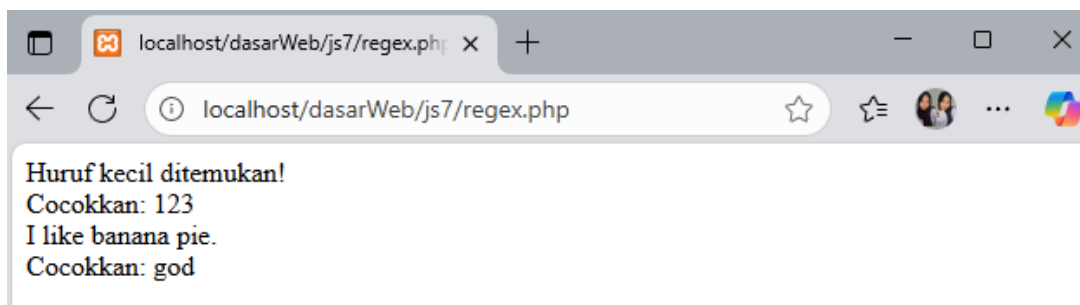 localhost/dasarWeb/js7/regex.ph
localhost/dasarWeb/js7/regex.php
Huruf kecil ditemukan!
Cocokkan: 123
I like banana pie.
Cocokkan: god